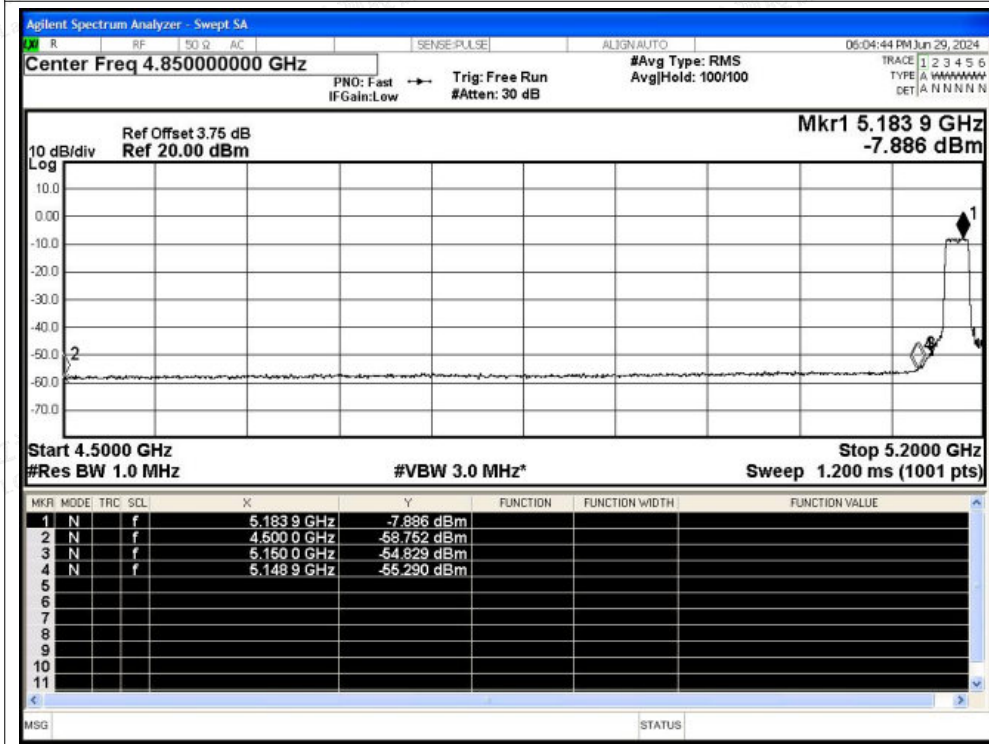 Agilent Spectrum Analyzer - Swept SA
LXI R RF 50 Ω AC SENSE:PULSE ALIGNAUTO 06:04:44 PM Jun 29, 2024
Center Freq 4.850000000 GHz #Avg Type: RMS TRACE 1 2 3 4 5 6
PNO: Fast Trig: Free Run Avg|Hold: 100/100 TYPE A WWWWW
IFGain:Low #Atten: 30 dB DET A N N N N N
Mkr1 5.183 9 GHz
Ref Offset 3.75 dB
10 dB/div Ref 20.00 dBm -7.886 dBm
Log
10.0
0.00
1
-10.0
-20.0
-30.0
-40.0
-50.0 2
-60.0
-70.0
Start 4.5000 GHz Stop 5.2000 GHz
#Res BW 1.0 MHz #VBW 3.0 MHz* Sweep 1.200 ms (1001 pts)
MKR MODE TRC SCL X Y FUNCTION FUNCTION WIDTH FUNCTION VALUE
1 N f 5.183 9 GHz -7.886 dBm
2 N f 4.500 0 GHz -58.752 dBm
3 N f 5.150 0 GHz -54.829 dBm
4 N f 5.148 9 GHz -55.290 dBm
5
6
7
8
9
10
11
MSG STATUS